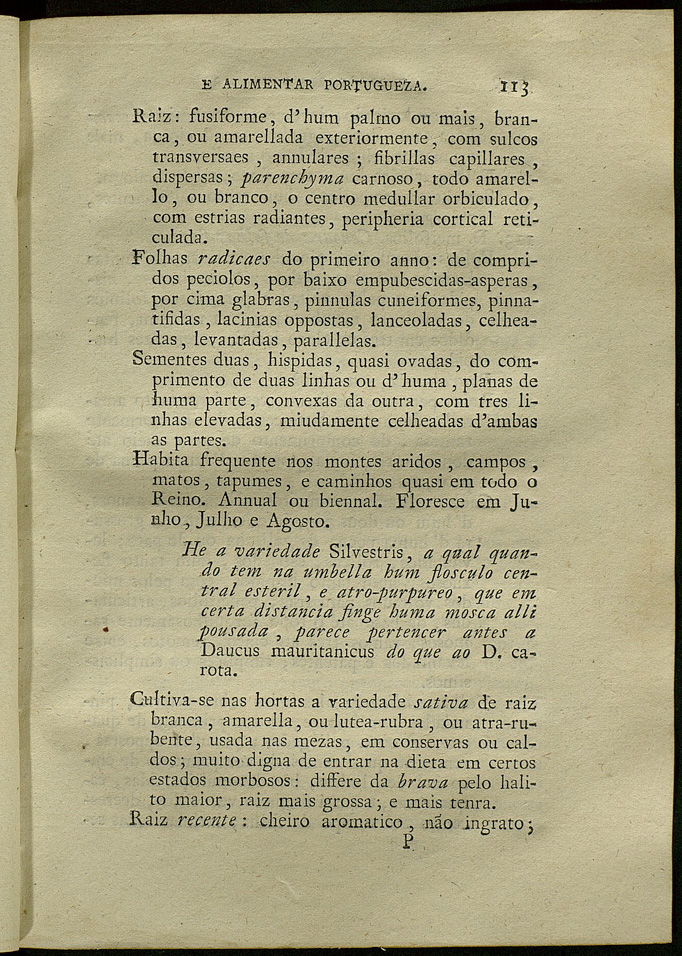 E ALIMENTAR PORTUGUEZA. 113
Raiz: fusiforme, d'hum palmo ou mais, bran-
ca, ou amarellada exteriormente, com sulcos
transversaes, annulares; fibrillas capillares,
dispersas; parenchyma carnoso, todo amarel-
lo, ou branco, o centro medullar orbiculado,
com estrias radiantes, peripheria cortical reti-
culada.
Folhas radicaes do primeiro anno: de compri-
dos peciolos, por baixo empubescidas-asperas,
por cima glabras, pinnulas cuneiformes, pinna-
tifidas, lacinias oppostas, lanceoladas, celhea-
das, levantadas, parallelas.
Sementes duas, hispidas, quasi ovadas, do com-
primento de duas linhas ou d'huma, planas de
huma parte, convexas da outra, com tres li-
nhas elevadas, miudamente celheadas d'ambas
as partes.
Habita frequente nos montes aridos, campos,
matos, tapumes, e caminhos quasi em todo o
Reino. Annual ou biennal. Floresce em Ju-
nho, Julho e Agosto.
He a variedade Silvestris, a qual quan-
do tem na umbella hum flosculo cen-
tral esteril, e atro-purpureo, que em
certa distancia finge huma mosca alli
pousada, parece pertencer antes a
Daucus mauritanicus do que ao D. ca-
rota.
Cultiva-se nas hortas a variedade sativa de raiz
branca, amarella, ou lutea-rubra, ou atra-ru-
bente, usada nas mezas, em conservas ou cal-
dos; muito digna de entrar na dieta em certos
estados morbosos: differe da brava pelo hali-
to maior, raiz mais grossa; e mais tenra.
Raiz recente: cheiro aromatico, não ingrato;
P